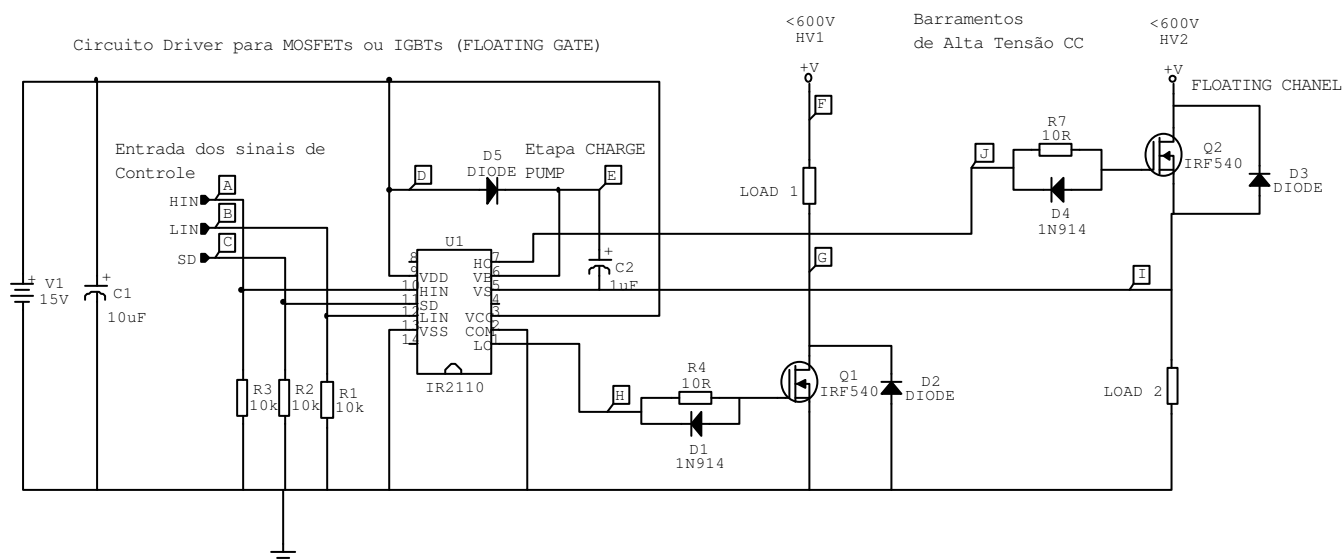 Circuito Driver para MOSFETs ou IGBTs (FLOATING GATE)
<600V
HV1
+V
Barramentos
de Alta Tensão CC
<600V
HV2
+V
FLOATING CHANEL
Entrada dos sinais de
Controle
HIN
A
LIN
B
SD
C
D
D5
DIODE
Etapa CHARGE
PUMP
E
F
LOAD 1
G
J
R7
10R
D4
1N914
Q2
IRF540
D3
DIODE
I
V1
15V
+
C1
10uF
+
U1
8
9
10
11
12
13
14
VDD
HIN
SD
LIN
VSS
HO
VB
VS
VCC
COM
LO
7
6
5
4
3
2
1
IR2110
C2
1uF
+
R3
10k
R2
10k
R1
10k
H
R4
10R
D1
1N914
Q1
IRF540
D2
DIODE
LOAD 2